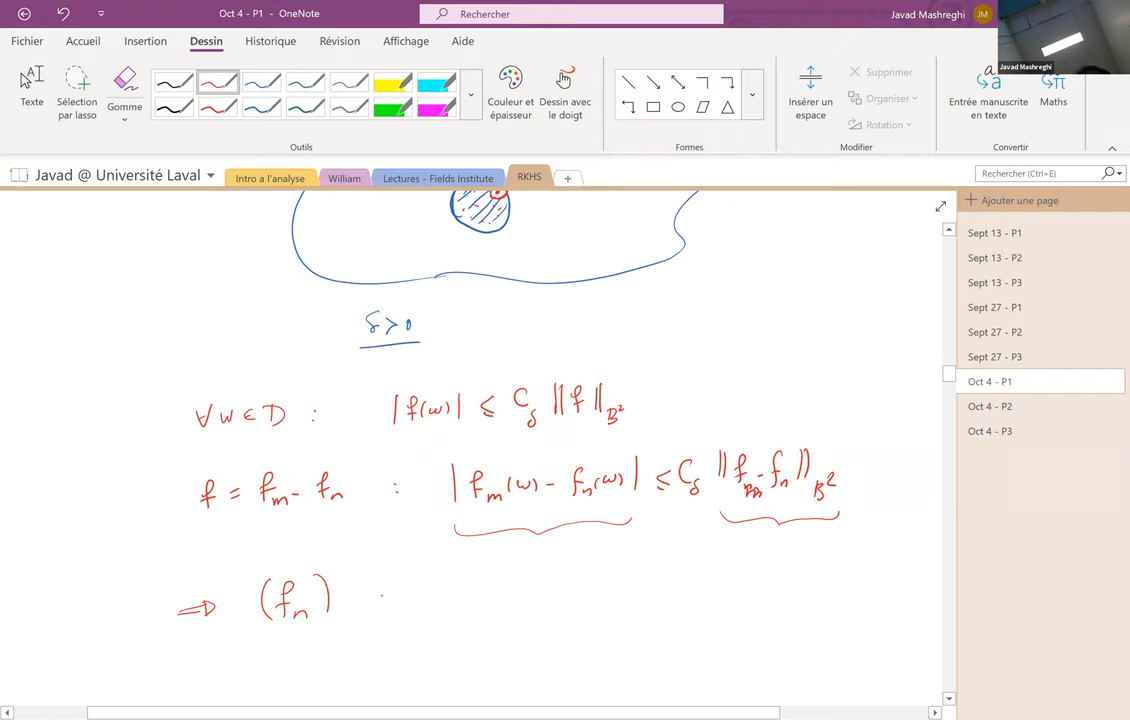 Oct 4 - P1 - OneNote
Rechercher
Javad Mashreghi
JM
Javad Mashreghi
Fichier
Accueil
Insertion
Dessin
Historique
Révision
Affichage
Aide
Texte
Sélection par lasso
Gomme
Couleur et épaisseur
Dessin avec le doigt
Insérer un espace
Supprimer
Organiser
Rotation
Entrée manuscrite en texte
Maths
Outils
Formes
Modifier
Convertir
Javad @ Université Laval
Intro a l'analyse
William
Lectures - Fields Institute
RKHS
Rechercher (Ctrl+E)
Ajouter une page
Sept 13 - P1
Sept 13 - P2
Sept 13 - P3
Sept 27 - P1
Sept 27 - P2
Sept 27 - P3
Oct 4 - P1
Oct 4 - P2
Oct 4 - P3
δ > 0
∀ w ∈ D : |f(w)| ≤ C_δ ‖f‖_{B²}
f = f_m - f_n : |f_m(w) - f_n(w)| ≤ C_δ ‖f_m - f_n‖_{B²}
⇒ (f_n)